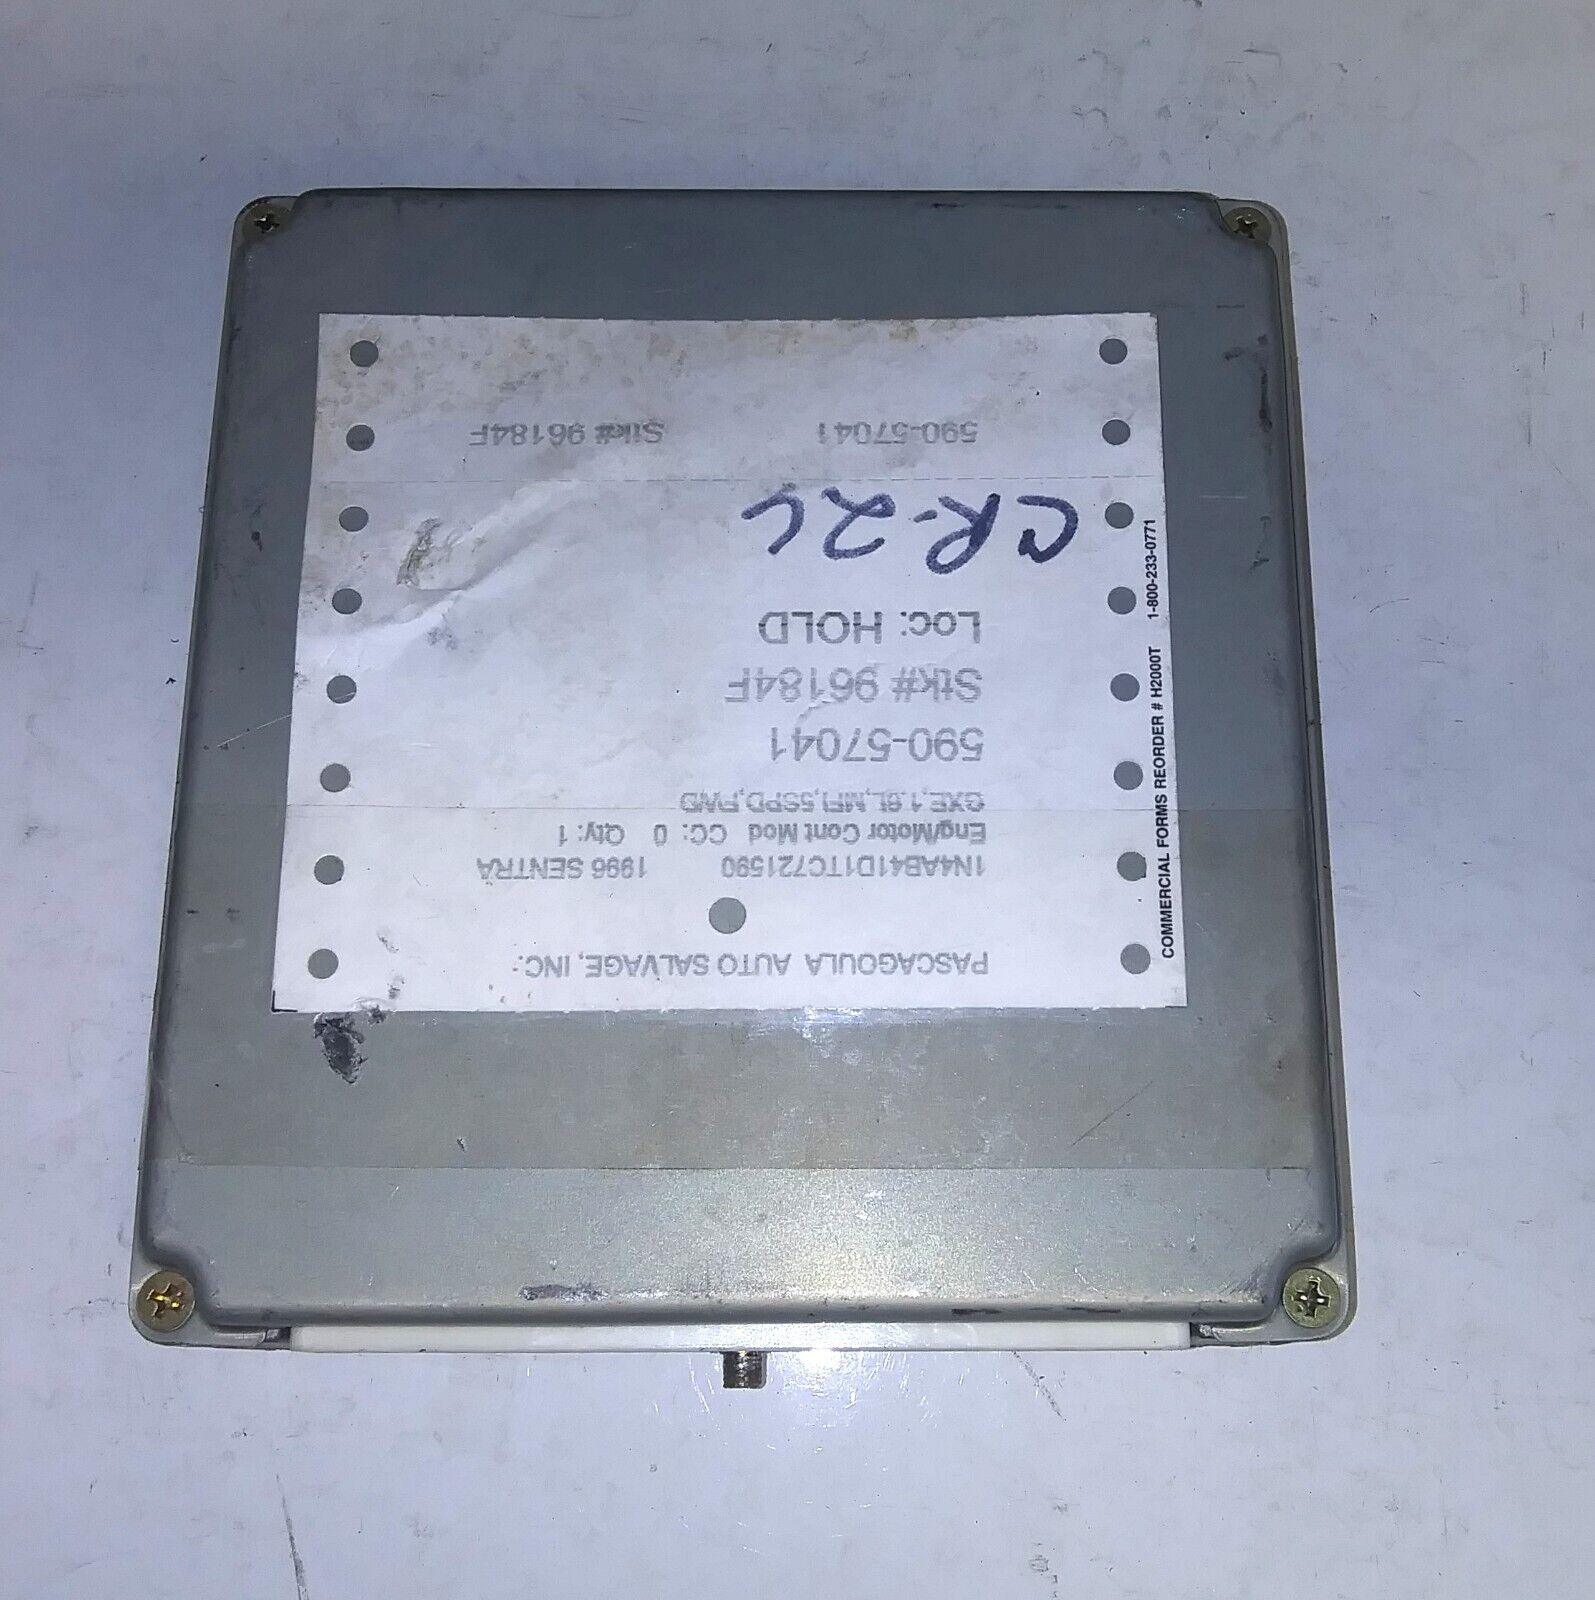 PASCAGOULA AUTO SALVAGE, INC.
1N4AB41D1TC721590 1996 SENTRA
Eng/Motor Cont Mod CC: 0 Qty: 1
GXE,1.6L,MFI,5SPD,FWD
590-57041
Stk# 96184F
Loc: HOLD
CR-2L
590-57041 Stk# 96184F
COMMERCIAL FORMS REORDER # H2000T 1-800-233-0771